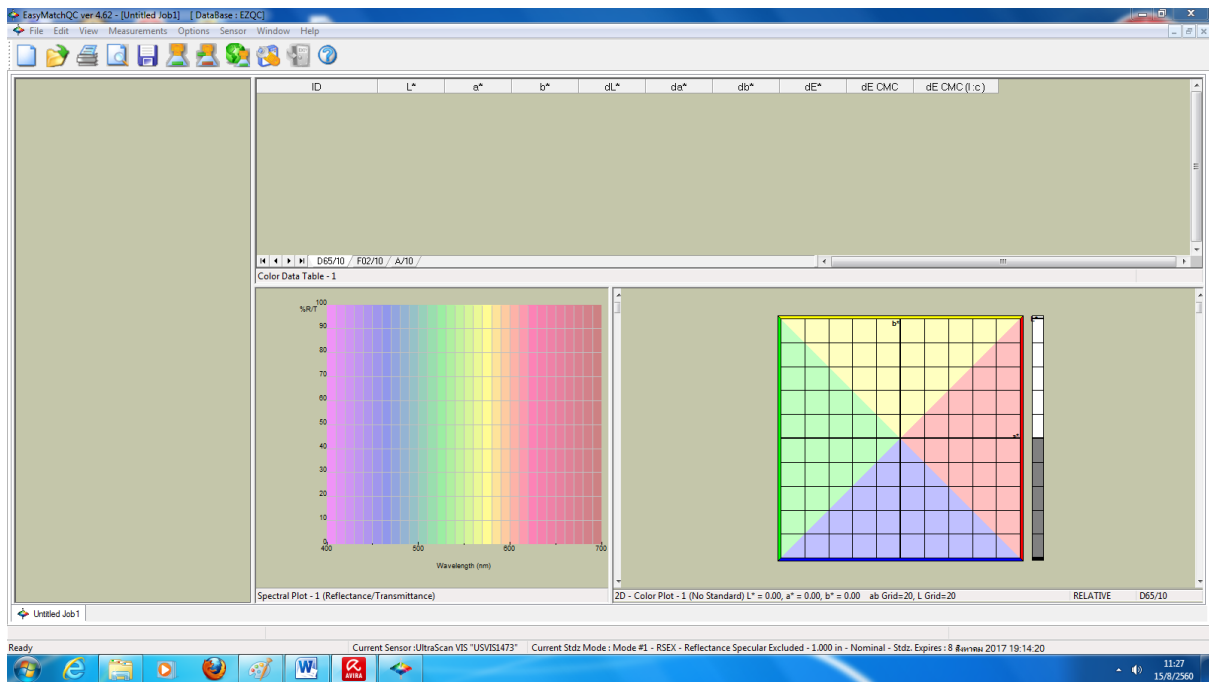 EasyMatchQC ver 4.62 - [Untitled Job1]   [ DataBase : EZQC]
File Edit View Measurements Options Sensor Window Help
ID L* a* b* dL* da* db* dE* dE CMC dE CMC (l :c )
D65/10 F02/10 A/10
Color Data Table - 1
%R/T
100
90
80
70
60
50
40
30
20
10
0
400 500 600 700
Wavelength (nm)
b*
a*
Spectral Plot - 1 (Reflectance/Transmittance)
2D - Color Plot - 1 (No Standard) L* = 0.00, a* = 0.00, b* = 0.00 ab Grid=20, L Grid=20 RELATIVE D65/10
Untitled Job1
Ready Current Sensor :UltraScan VIS "USVIS1473" Current Stdz Mode : Mode #1 - RSEX - Reflectance Specular Excluded - 1.000 in - Nominal - Stdz. Expires : 8 สิงหาคม 2017 19:14:20
W
AVIRA
11:27
15/8/2560